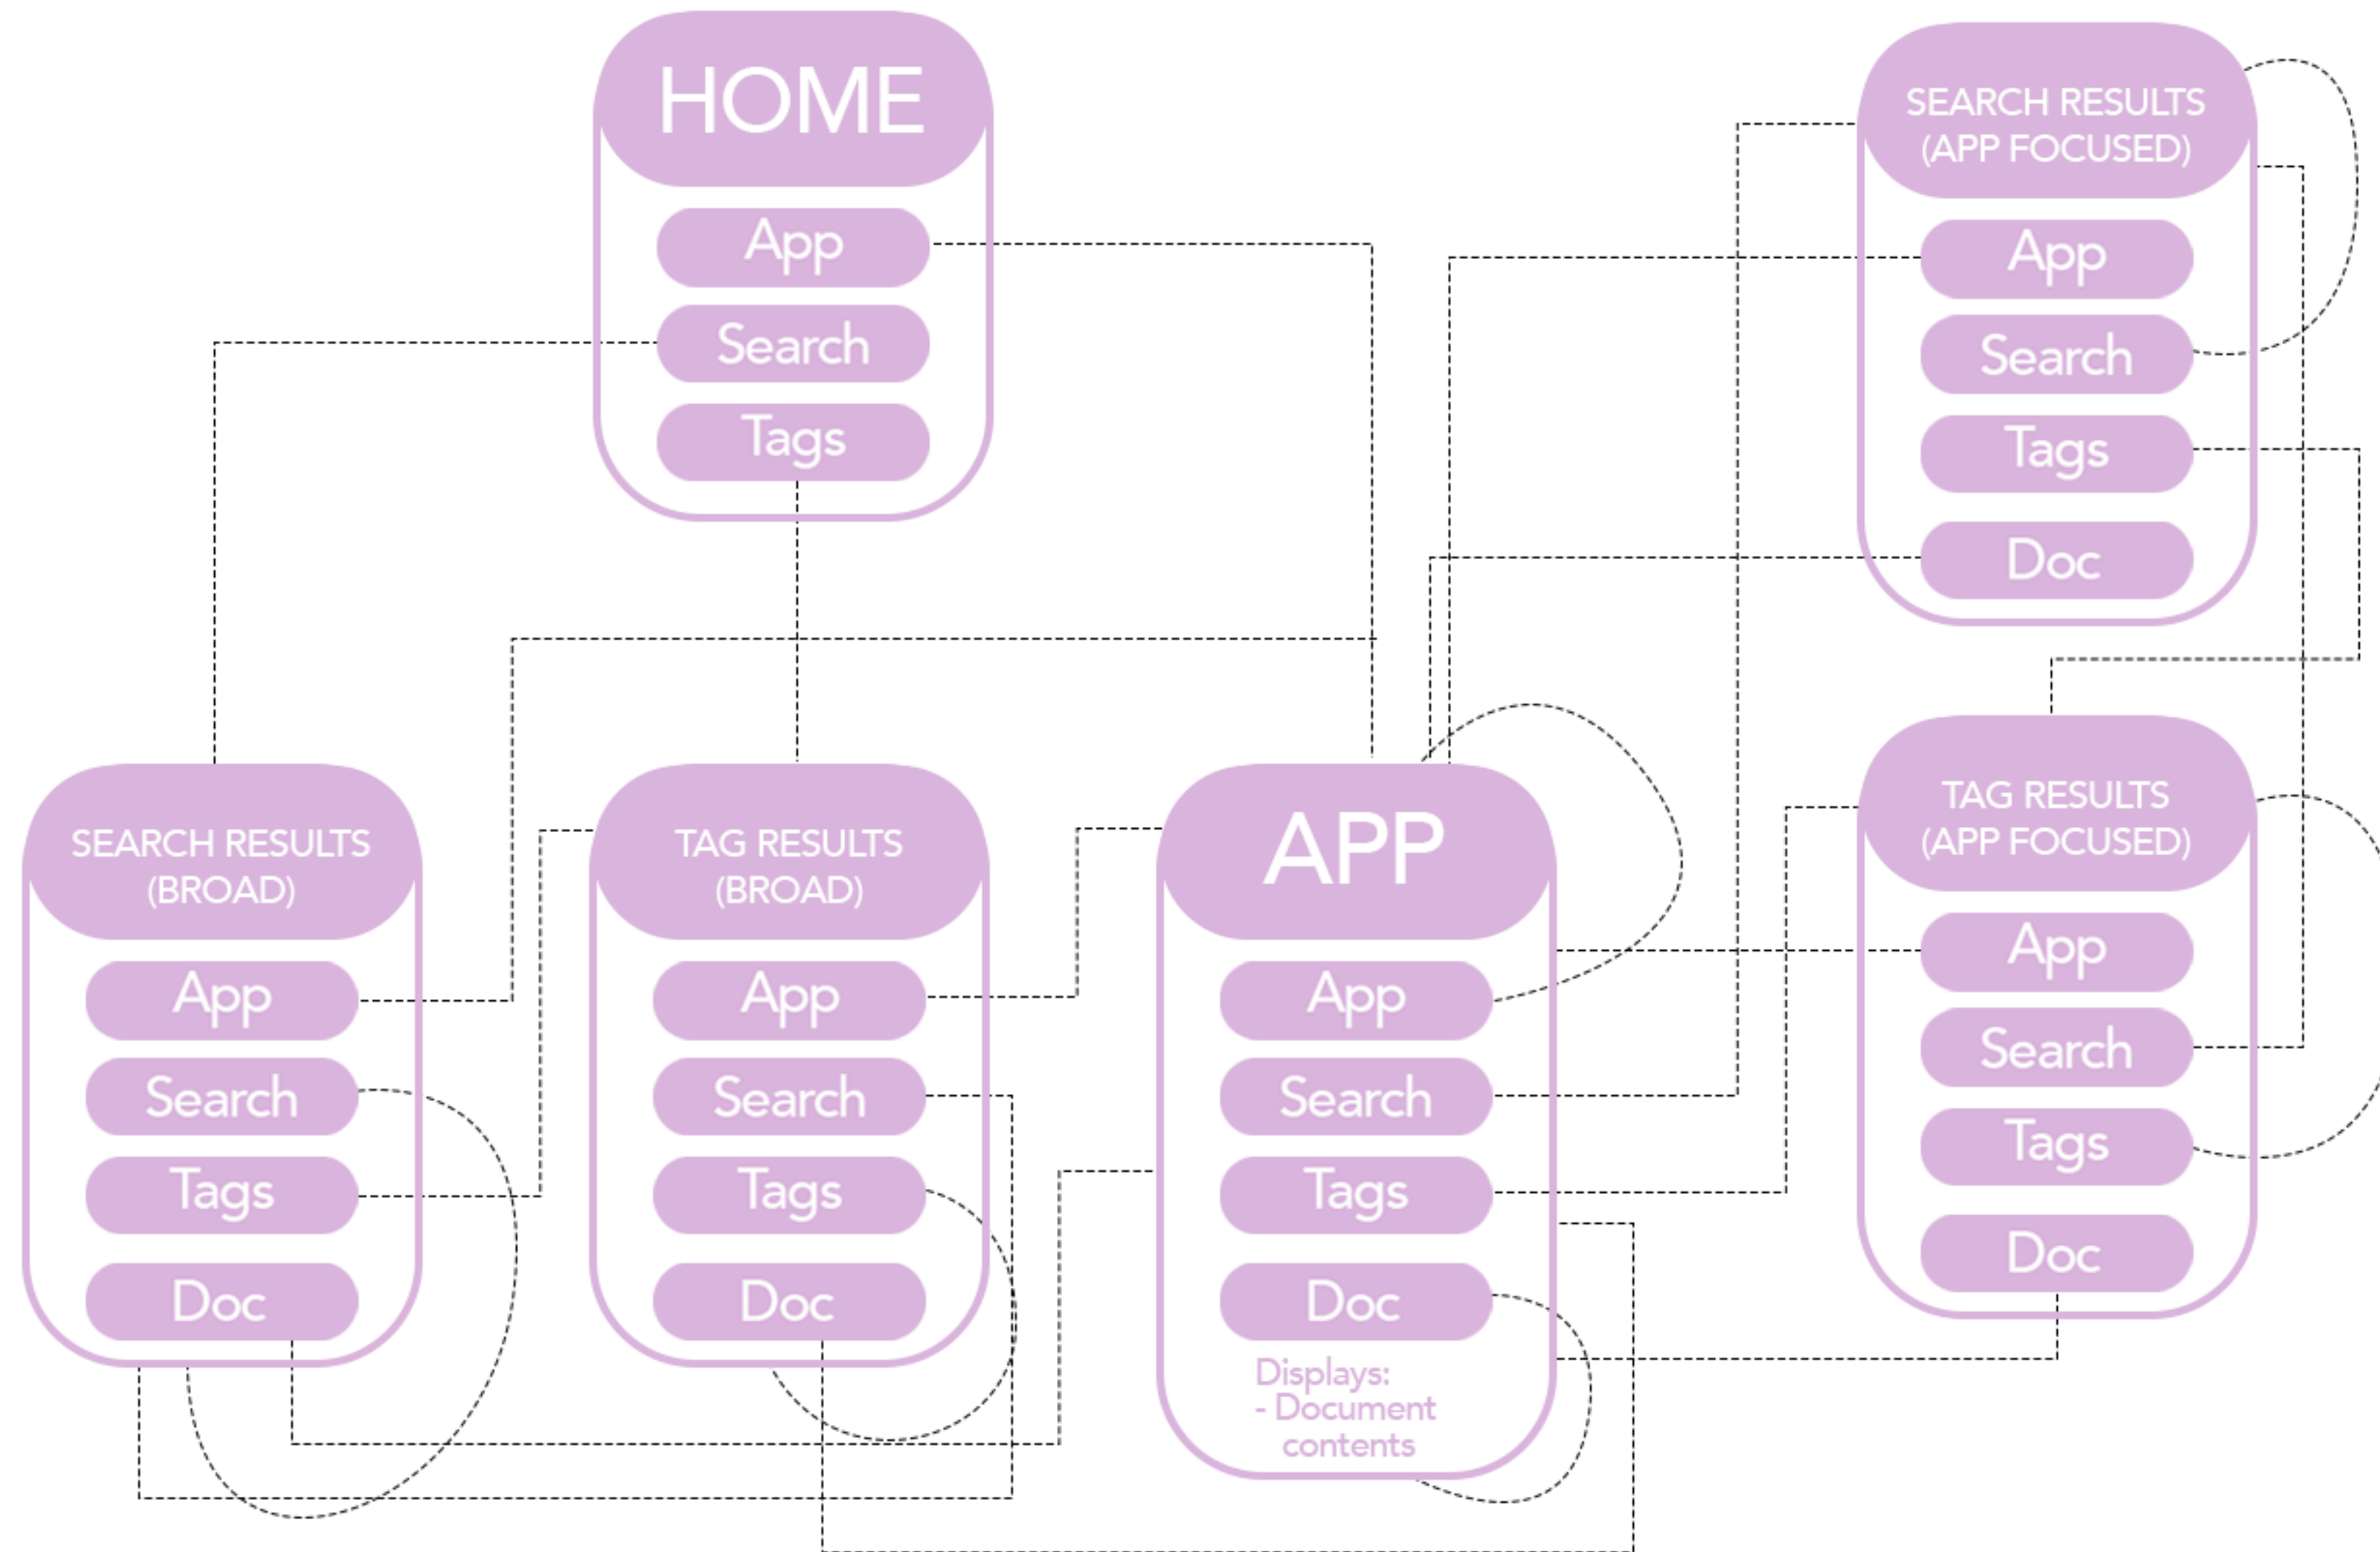 HOME
App
Search
Tags
SEARCH RESULTS
(APP FOCUSED)
App
Search
Tags
Doc
SEARCH RESULTS
(BROAD)
App
Search
Tags
Doc
TAG RESULTS
(BROAD)
App
Search
Tags
Doc
APP
App
Search
Tags
Doc
Displays:
- Document
contents
TAG RESULTS
(APP FOCUSED)
App
Search
Tags
Doc